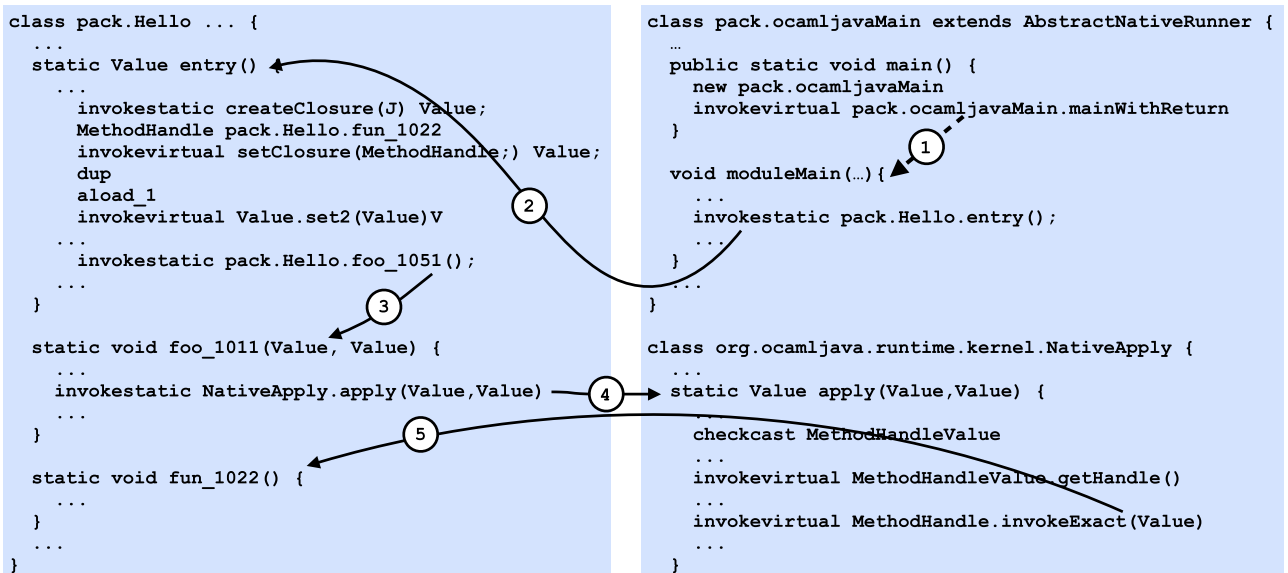 class pack.Hello ... {
...
static Value entry() {
...
invokestatic createClosure(J) Value;
MethodHandle pack.Hello.fun_1022
invokevirtual setClosure(MethodHandle;) Value;
dup
aload_1
invokevirtual Value.set2(Value)V
...
invokestatic pack.Hello.foo_1051();
...
}
static void foo_1011(Value, Value) {
...
invokestatic NativeApply.apply(Value,Value)
...
}
static void fun_1022() {
...
}
...
}
class pack.ocamljavaMain extends AbstractNativeRunner {
…
public static void main() {
new pack.ocamljavaMain
invokevirtual pack.ocamljavaMain.mainWithReturn
}
void moduleMain(…){
...
invokestatic pack.Hello.entry();
...
}
...
}
class org.ocamljava.runtime.kernel.NativeApply {
...
static Value apply(Value,Value) {
...
checkcast MethodHandleValue
...
invokevirtual MethodHandleValue.getHandle()
...
invokevirtual MethodHandle.invokeExact(Value)
...
}
1
2
3
4
5